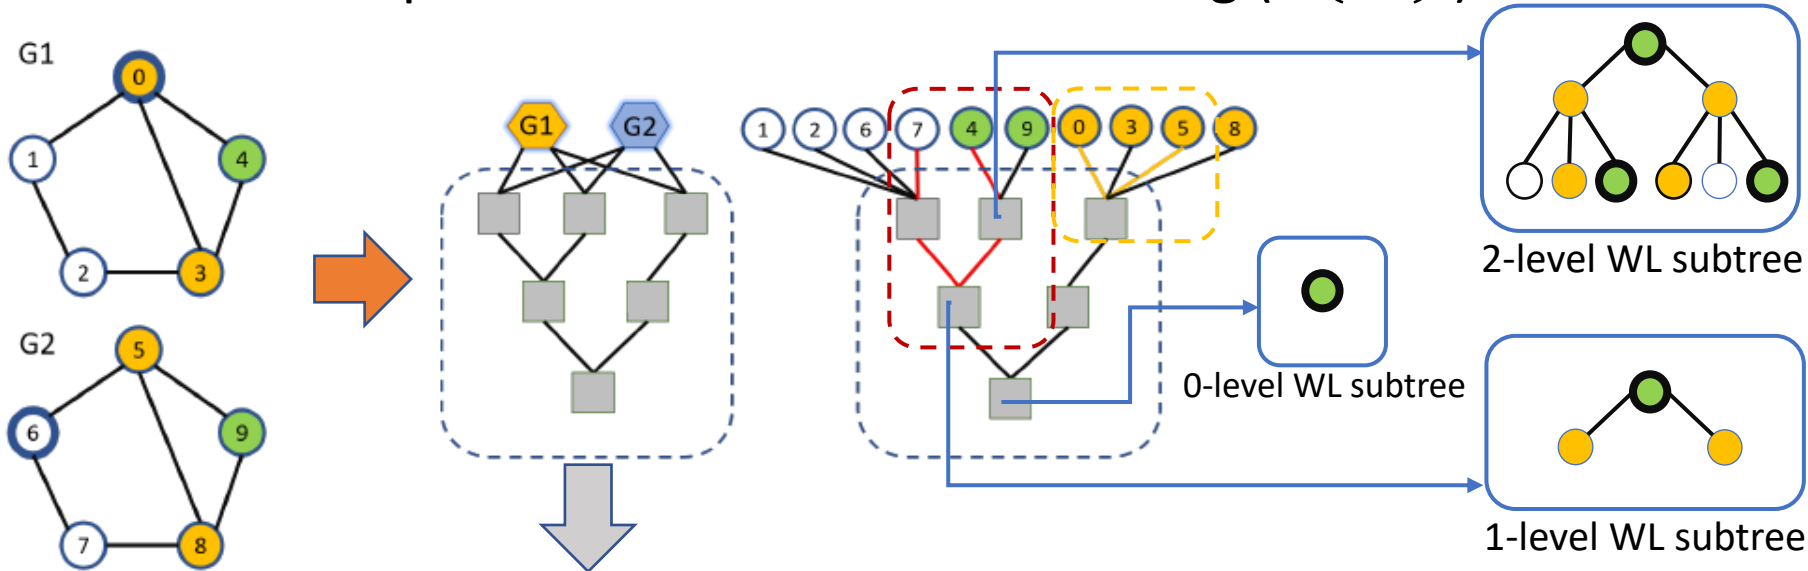 G1
0
1
4
2
3
G2
5
6
9
7
8
G1 G2
1 2 6 7 4 9 0 3 5 8
2-level WL subtree
0-level WL subtree
1-level WL subtree